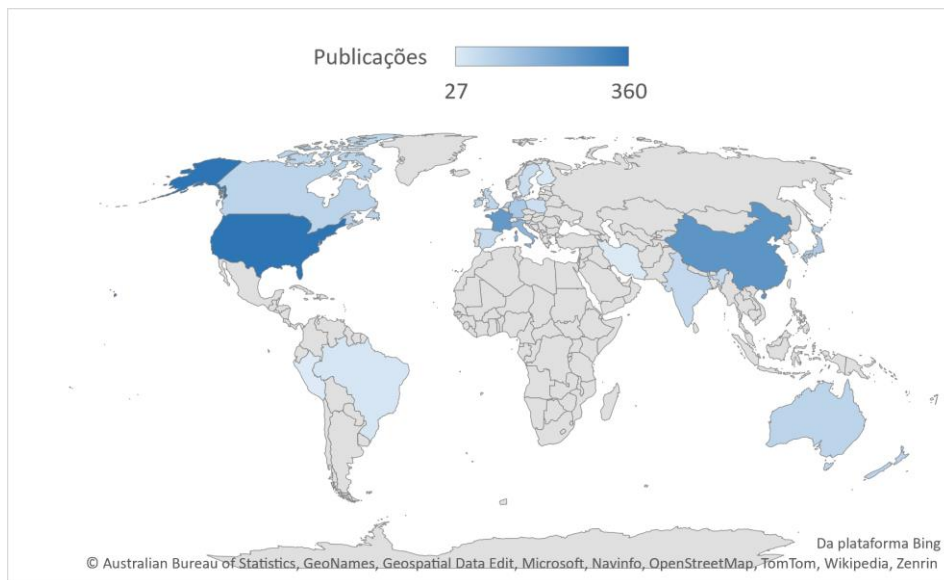 Publicações
27 360
Da plataforma Bing
© Australian Bureau of Statistics, GeoNames, Geospatial Data Edit, Microsoft, Navinfo, OpenStreetMap, TomTom, Wikipedia, Zenrin